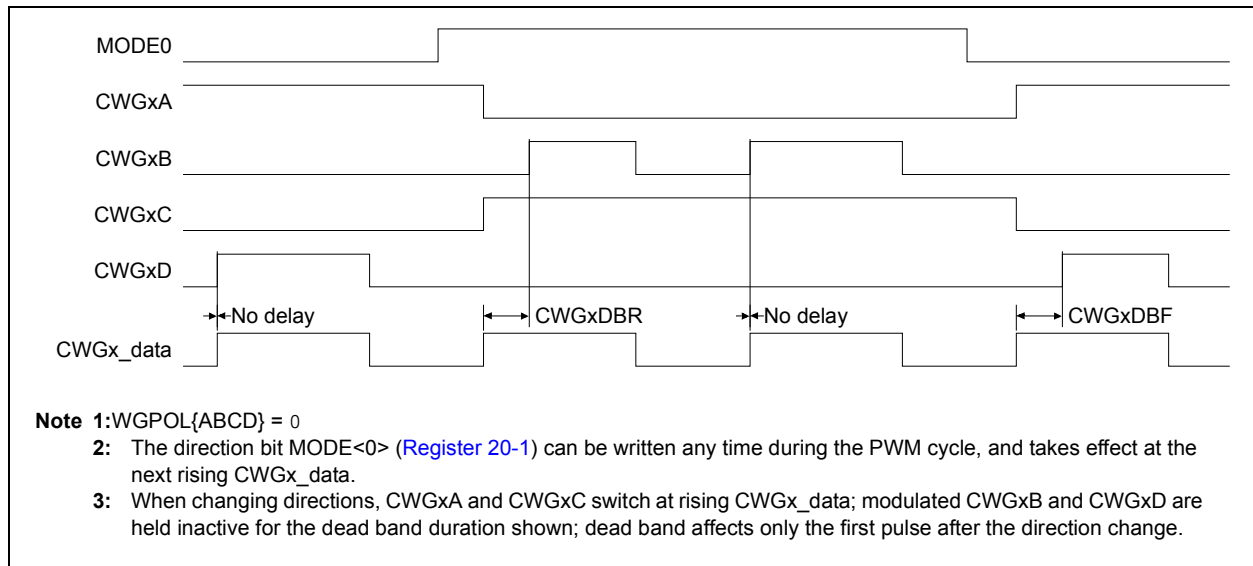 MODE0
CWGxA
CWGxB
CWGxC
CWGxD
No delay CWGxDBR No delay CWGxDBF
CWGx_data
Note 1:WGPOL{ABCD} = 0
2: The direction bit MODE<0> (Register 20-1) can be written any time during the PWM cycle, and takes effect at the
next rising CWGx_data.
3: When changing directions, CWGxA and CWGxC switch at rising CWGx_data; modulated CWGxB and CWGxD are
held inactive for the dead band duration shown; dead band affects only the first pulse after the direction change.